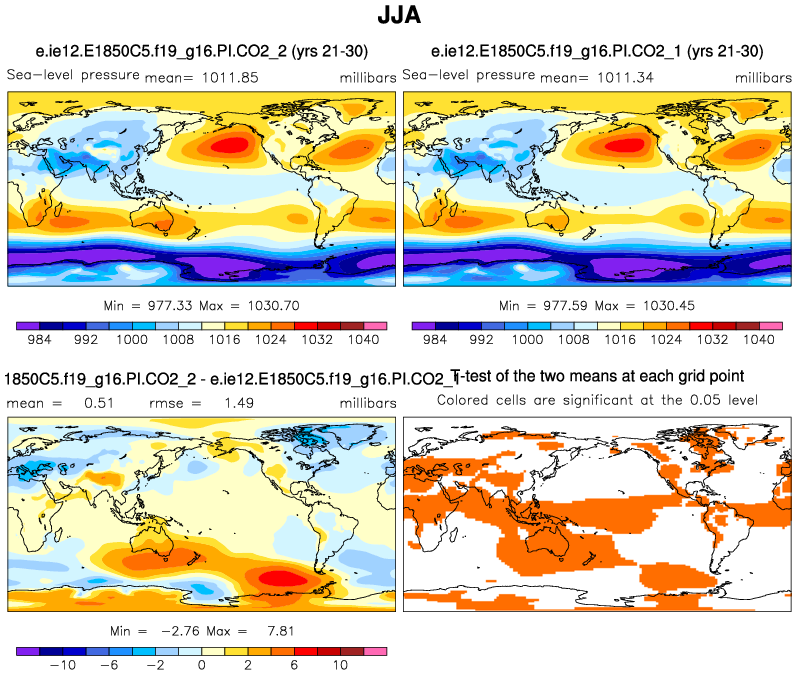 JJA
e.ie12.E1850C5.f19_g16.PI.CO2_2 (yrs 21-30)
Sea-level pressure mean= 1011.85 millibars
Min = 977.33 Max = 1030.70
984 992 1000 1008 1016 1024 1032 1040
e.ie12.E1850C5.f19_g16.PI.CO2_1 (yrs 21-30)
Sea-level pressure mean= 1011.34 millibars
Min = 977.59 Max = 1030.45
984 992 1000 1008 1016 1024 1032 1040
1850C5.f19_g16.PI.CO2_2 - e.ie12.E1850C5.f19_g16.PI.CO2_1
mean = 0.51 rmse = 1.49 millibars
Min = -2.76 Max = 7.81
-10 -6 -2 0 2 6 10
T-test of the two means at each grid point
Colored cells are significant at the 0.05 level